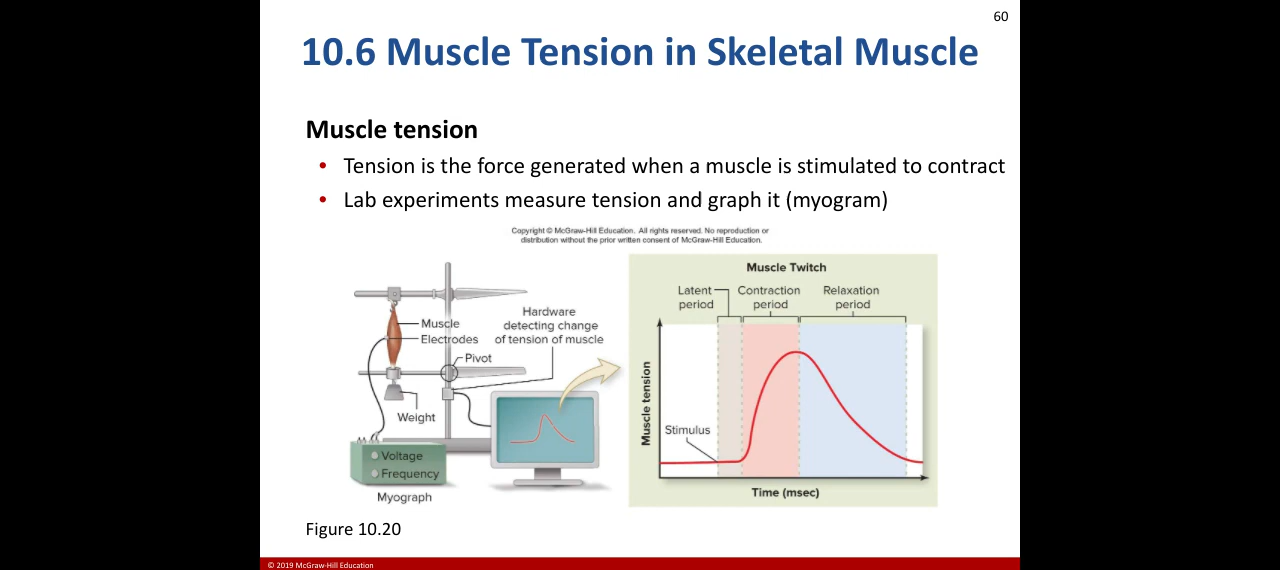 60
10.6 Muscle Tension in Skeletal Muscle
Muscle tension
• Tension is the force generated when a muscle is stimulated to contract
• Lab experiments measure tension and graph it (myogram)
Copyright © McGraw-Hill Education. All rights reserved. No reproduction or
distribution without the prior written consent of McGraw-Hill Education.
Muscle
Electrodes
Hardware
detecting change
of tension of muscle
Pivot
Weight
Voltage
Frequency
Myograph
Muscle Twitch
Latent
period
Contraction
period
Relaxation
period
Muscle tension
Stimulus
Time (msec)
Figure 10.20
© 2019 McGraw-Hill Education